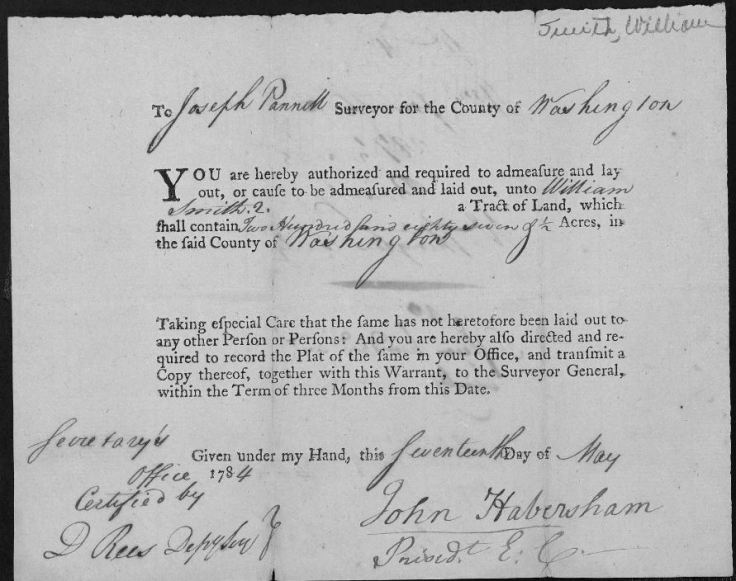 Smith, William
To Joseph Pannill Surveyor for the County of Washington
YOU are hereby authorized and required to admeaſure and lay
out, or cauſe to be admeaſured and laid out, unto William
Smith. 2. a Tract of Land, which
ſhall contain Two Hundred and eighty seven & ½ Acres, in
the ſaid County of Washington
Taking eſpecial Care that the ſame has not heretofore been laid out to
any other Perſon or Perſons: And you are hereby alſo directed and re-
quired to record the Plat of the ſame in your Office, and tranſmit a
Copy thereof, together with this Warrant, to the Surveyor General,
within the Term of three Months from this Date.
Given under my Hand, this Seventeenth Day of May
1784
Secretary's
Office
Certified by
D Rees Depy Secy
John Habersham
Presidt. E. C.